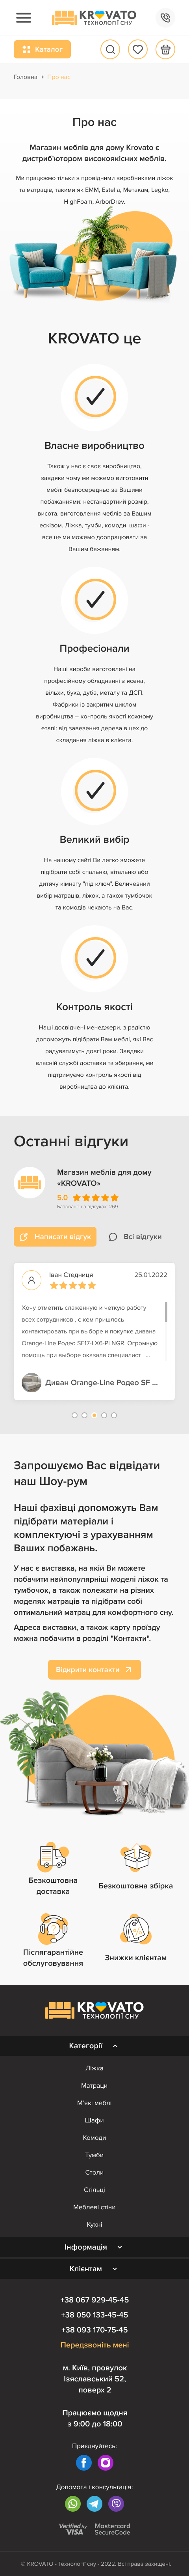 KROVATO
ТЕХНОЛОГІЇ СНУ
Каталог
Головна > Про нас
Про нас
Магазин меблів для дому Krovato є
дистриб'ютором високоякісних меблів.
Ми працюємо тільки з провідними виробниками ліжок
та матраців, такими як EMM, Estella, Метакам, Legko,
HighFoam, ArborDrev.
KROVATO це
Власне виробництво
Також у нас є своє виробництво,
завдяки чому ми можемо виготовити
меблі безпосередньо за Вашими
побажаннями: нестандартний розмір,
висота, виготовлення меблів за Вашим
ескізом. Ліжка, тумби, комоди, шафи -
все це ми можемо доопрацювати за
Вашим бажанням.
Професіонали
Наші вироби виготовлені на
професійному обладнанні з ясена,
вільхи, бука, дуба, металу та ДСП.
Фабрики із закритим циклом
виробництва – контроль якості кожному
етапі: від завезення дерева в цех до
складання ліжка в клієнта.
Великий вибір
На нашому сайті Ви легко зможете
підібрати собі спальню, вітальню або
дитячу кімнату "під ключ". Величезний
вибір матраців, ліжок, а також тумбочок
та комодів чекають на Вас.
Контроль якості
Наші досвідчені менеджери, з радістю
допоможуть підібрати Вам меблі, які Вас
радуватимуть довгі роки. Завдяки
власній службі доставки та збирання, ми
підтримуємо контроль якості від
виробництва до клієнта.
Останні відгуки
Магазин меблів для дому
«KROVATO»
5.0
Базовано на відгуках: 269
Написати відгук
Всі відгуки
Іван Стедниця 25.01.2022
Хочу отметить слаженную и четкую работу
всех сотрудников , с кем пришлось
контактировать при выборе и покупке дивана
Orange-Line Родео SF17-LX6-PLNGR. Огромную
помощь при выборе оказала специалист ...
Диван Orange-Line Родео SF ...
Запрошуємо Вас відвідати
наш Шоу-рум
Наші фахівці допоможуть Вам
підібрати матеріали і
комплектуючі з урахуванням
Ваших побажань.
У нас є виставка, на якій Ви можете
побачити найпопулярніші моделі ліжок та
тумбочок, а також полежати на різних
моделях матраців та підібрати собі
оптимальний матрац для комфортного сну.
Адреса виставки, а також карту проїзду
можна побачити в розділі "Контакти".
Відкрити контакти
Безкоштовна
доставка
Безкоштовна збірка
Післягарантійне
обслуговування
Знижки клієнтам
KROVATO
ТЕХНОЛОГІЇ СНУ
Категорії
Ліжка
Матраци
М'які меблі
Шафи
Комоди
Тумби
Столи
Стільці
Меблеві стіни
Кухні
Інформація
Клієнтам
+38 067 929-45-45
+38 050 133-45-45
+38 093 170-75-45
Передзвоніть мені
м. Київ, провулок
Ізяславський 52,
поверх 2
Працюємо щодня
з 9:00 до 18:00
Приєднуйтесь:
Допомога і консультація:
Verified by
VISA
Mastercard
SecureCode
© KROVATO - Технології сну - 2022. Всі права захищені.